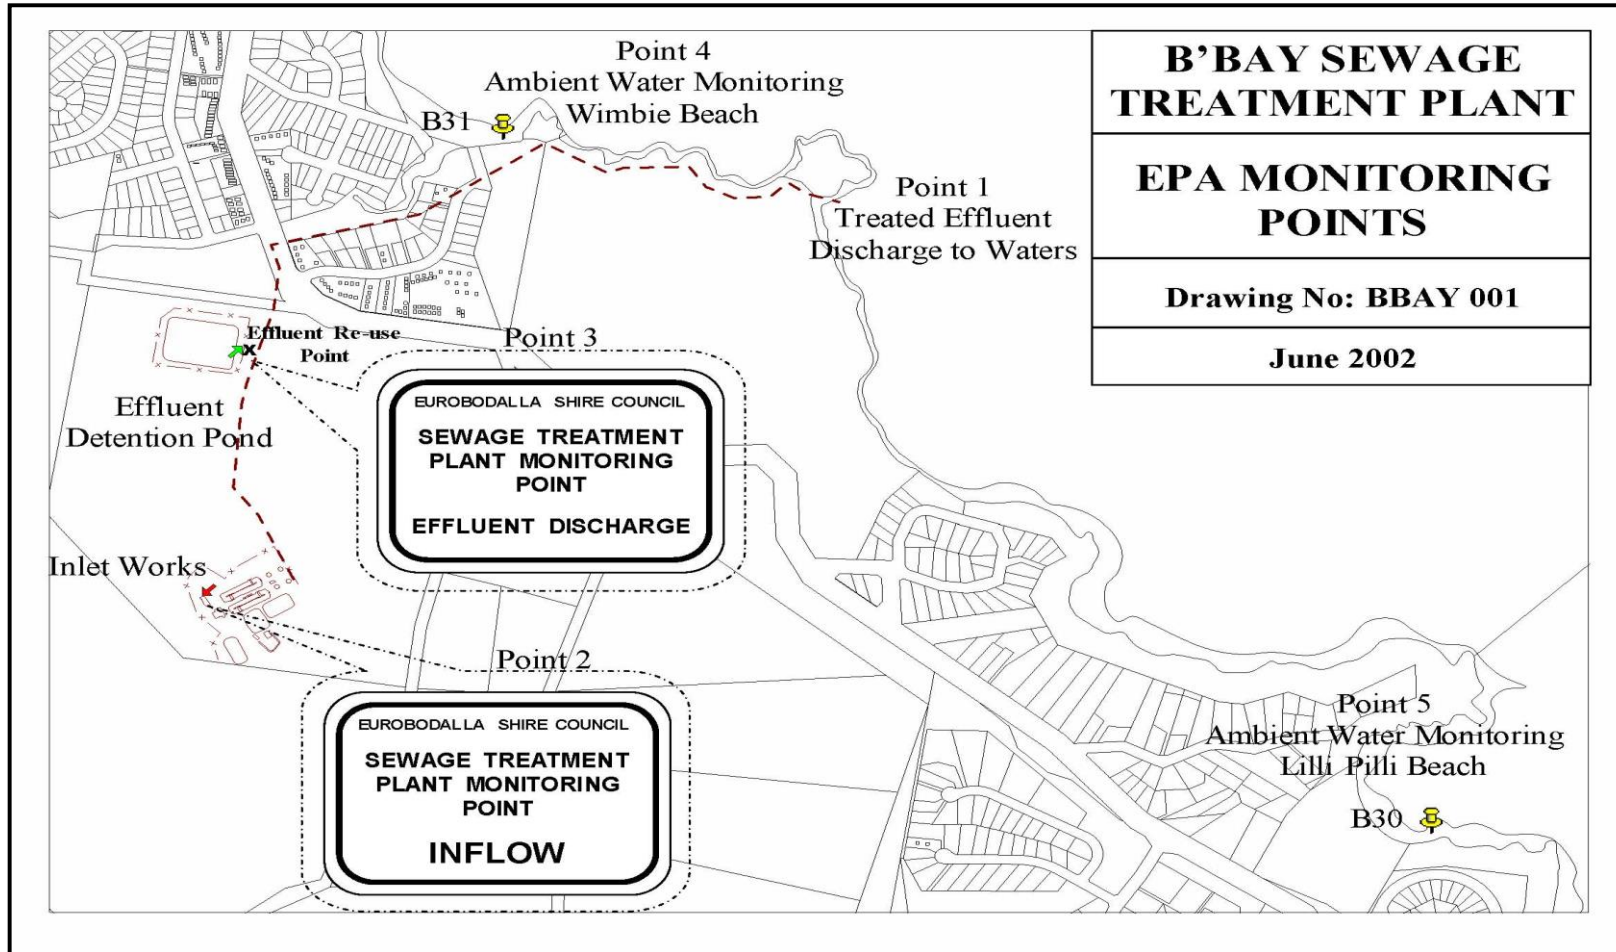 Point 4
Ambient Water Monitoring
Wimbie Beach
B31
B’BAY SEWAGE
TREATMENT PLANT
EPA MONITORING
POINTS
Drawing No: BBAY 001
June 2002
Point 1
Treated Effluent
Discharge to Waters
Effluent Re-use
Point
x
Point 3
EUROBODALLA SHIRE COUNCIL
SEWAGE TREATMENT
PLANT MONITORING
POINT
EFFLUENT DISCHARGE
Effluent
Detention Pond
Inlet Works
Point 2
EUROBODALLA SHIRE COUNCIL
SEWAGE TREATMENT
PLANT MONITORING
POINT
INFLOW
Point 5
Ambient Water Monitoring
Lilli Pilli Beach
B30